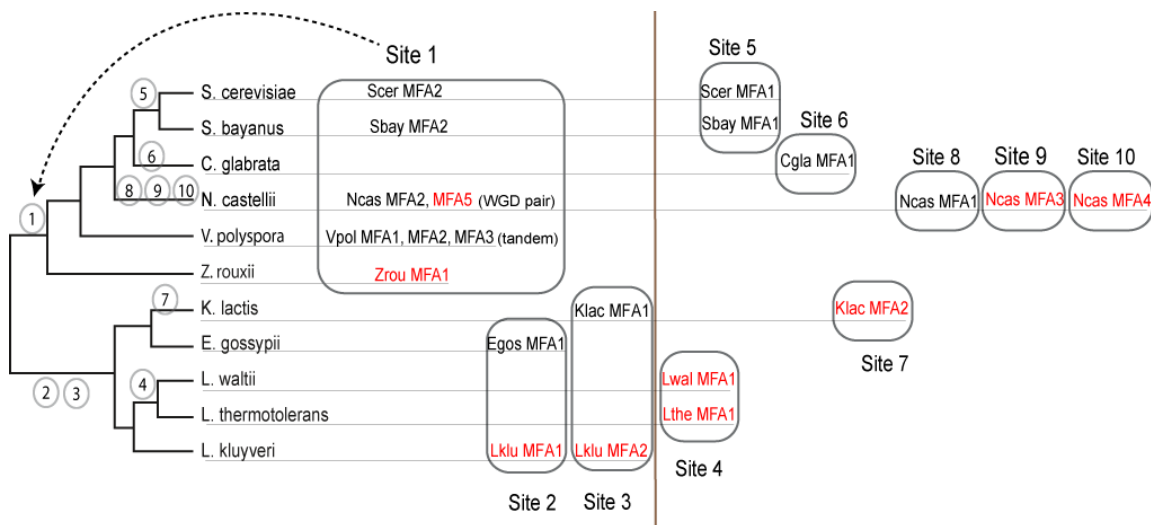 Site 1
Site 5
S. cerevisiae
Scer MFA2
Scer MFA1
5
S. bayanus
Sbay MFA2
Sbay MFA1
Site 6
6
C. glabrata
Cgla MFA1
Site 8
Site 9
Site 10
8
9
10
N. castellii
Ncas MFA2, MFA5 (WGD pair)
Ncas MFA1
Ncas MFA3
Ncas MFA4
1
V. polyspora
Vpol MFA1, MFA2, MFA3 (tandem)
Z. rouxii
Zrou MFA1
7
K. lactis
Klac MFA1
Klac MFA2
E. gossypii
Egos MFA1
Site 7
2
3
4
L. waltii
Lwal MFA1
L. thermotolerans
Lthe MFA1
L. kluyveri
Lklu MFA1
Lklu MFA2
Site 4
Site 2
Site 3